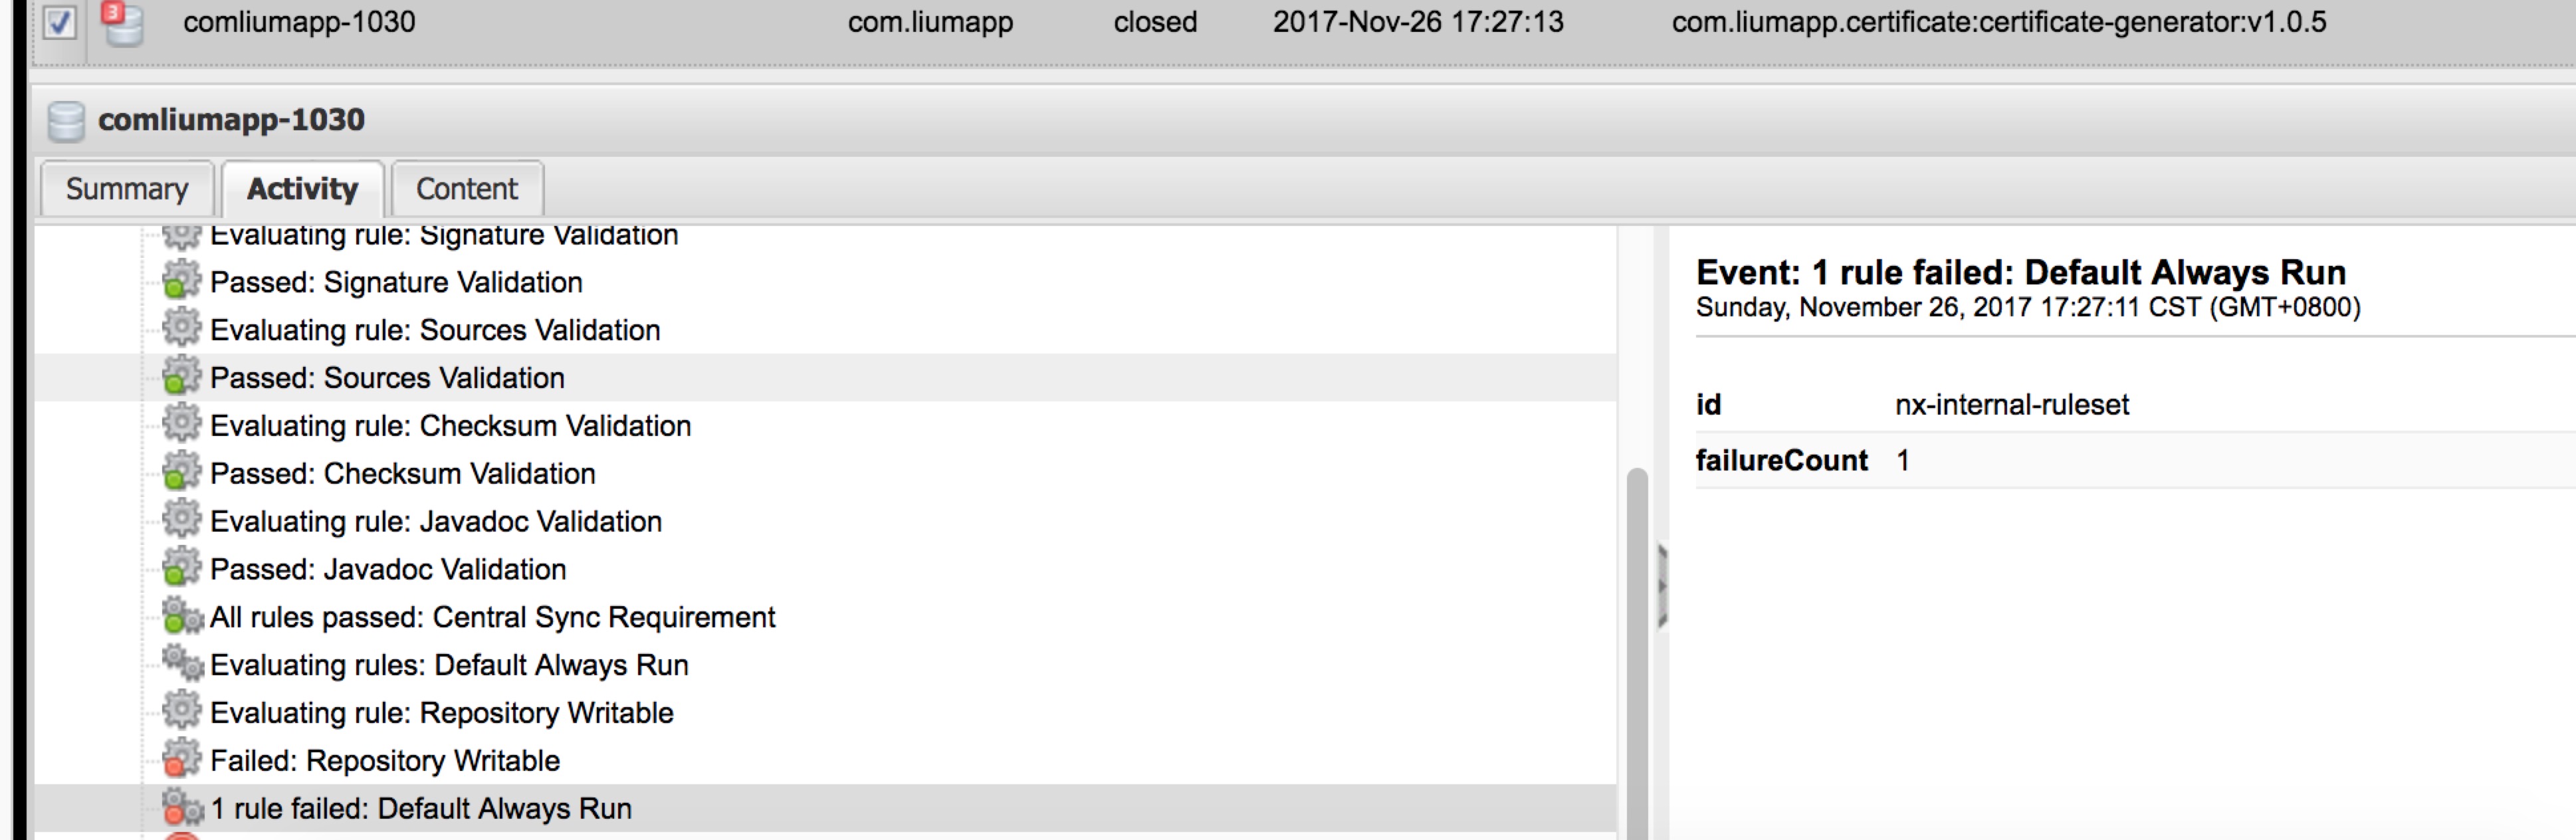 3
comliumapp-1030 com.liumapp closed 2017-Nov-26 17:27:13 com.liumapp.certificate:certificate-generator:v1.0.5
comliumapp-1030
Summary Activity Content
Evaluating rule: Signature Validation
Passed: Signature Validation
Evaluating rule: Sources Validation
Passed: Sources Validation
Evaluating rule: Checksum Validation
Passed: Checksum Validation
Evaluating rule: Javadoc Validation
Passed: Javadoc Validation
All rules passed: Central Sync Requirement
Evaluating rules: Default Always Run
Evaluating rule: Repository Writable
Failed: Repository Writable
1 rule failed: Default Always Run
Event: 1 rule failed: Default Always Run
Sunday, November 26, 2017 17:27:11 CST (GMT+0800)
id nx-internal-ruleset
failureCount 1